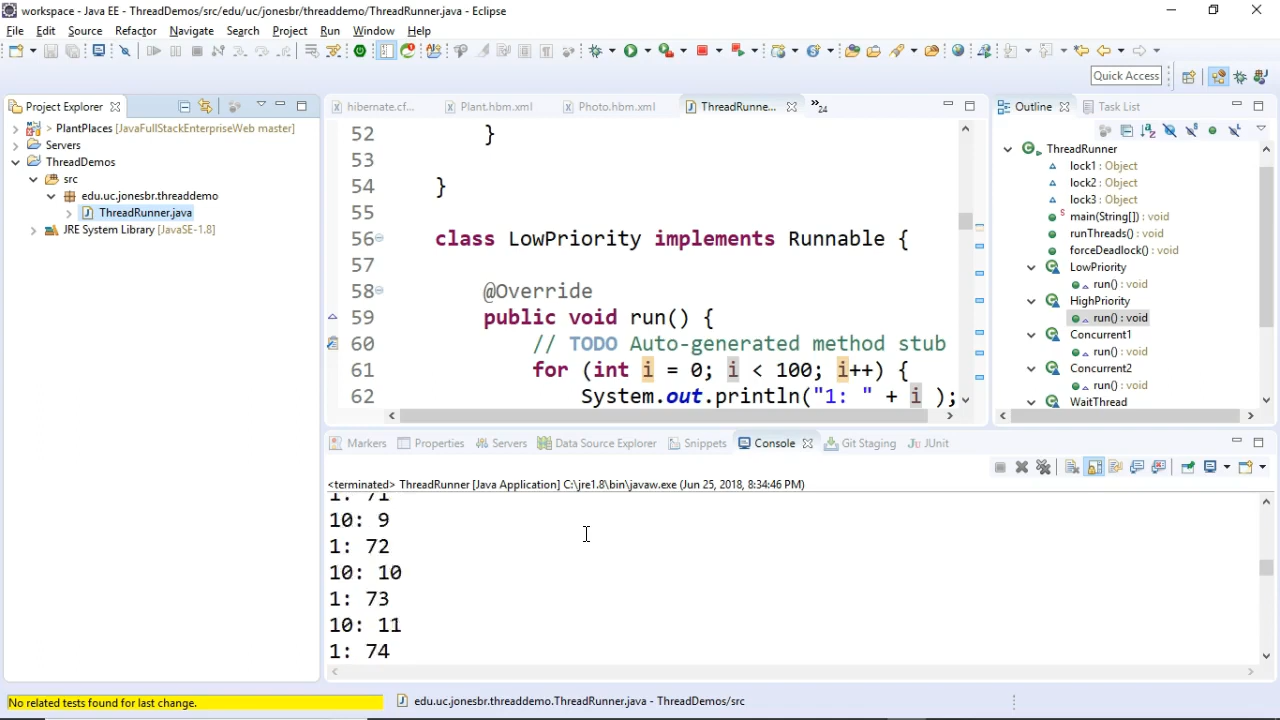 workspace - Java EE - ThreadDemos/src/edu/uc/jonesbr/threaddemo/ThreadRunner.java - Eclipse
File Edit Source Refactor Navigate Search Project Run Window Help
Quick Access
Project Explorer
> PlantPlaces [JavaFullStackEnterpriseWeb master]
Servers
ThreadDemos
src
edu.uc.jonesbr.threaddemo
ThreadRunner.java
JRE System Library [JavaSE-1.8]
hibernate.cf... Plant.hbm.xml Photo.hbm.xml ThreadRunne... 24
52 }
53
54 }
55
56 class LowPriority implements Runnable {
57
58 @Override
59 public void run() {
60 // TODO Auto-generated method stub
61 for (int i = 0; i < 100; i++) {
62 System.out.println("1: " + i );
Outline Task List
ThreadRunner
lock1 : Object
lock2 : Object
lock3 : Object
main(String[]) : void
runThreads() : void
forceDeadlock() : void
LowPriority
run() : void
HighPriority
run() : void
Concurrent1
run() : void
Concurrent2
run() : void
WaitThread
Markers Properties Servers Data Source Explorer Snippets Console Git Staging JUnit
<terminated> ThreadRunner [Java Application] C:\jre1.8\bin\javaw.exe (Jun 25, 2018, 8:34:46 PM)
1: 71
10: 9
1: 72
10: 10
1: 73
10: 11
1: 74
No related tests found for last change.
edu.uc.jonesbr.threaddemo.ThreadRunner.java - ThreadDemos/src